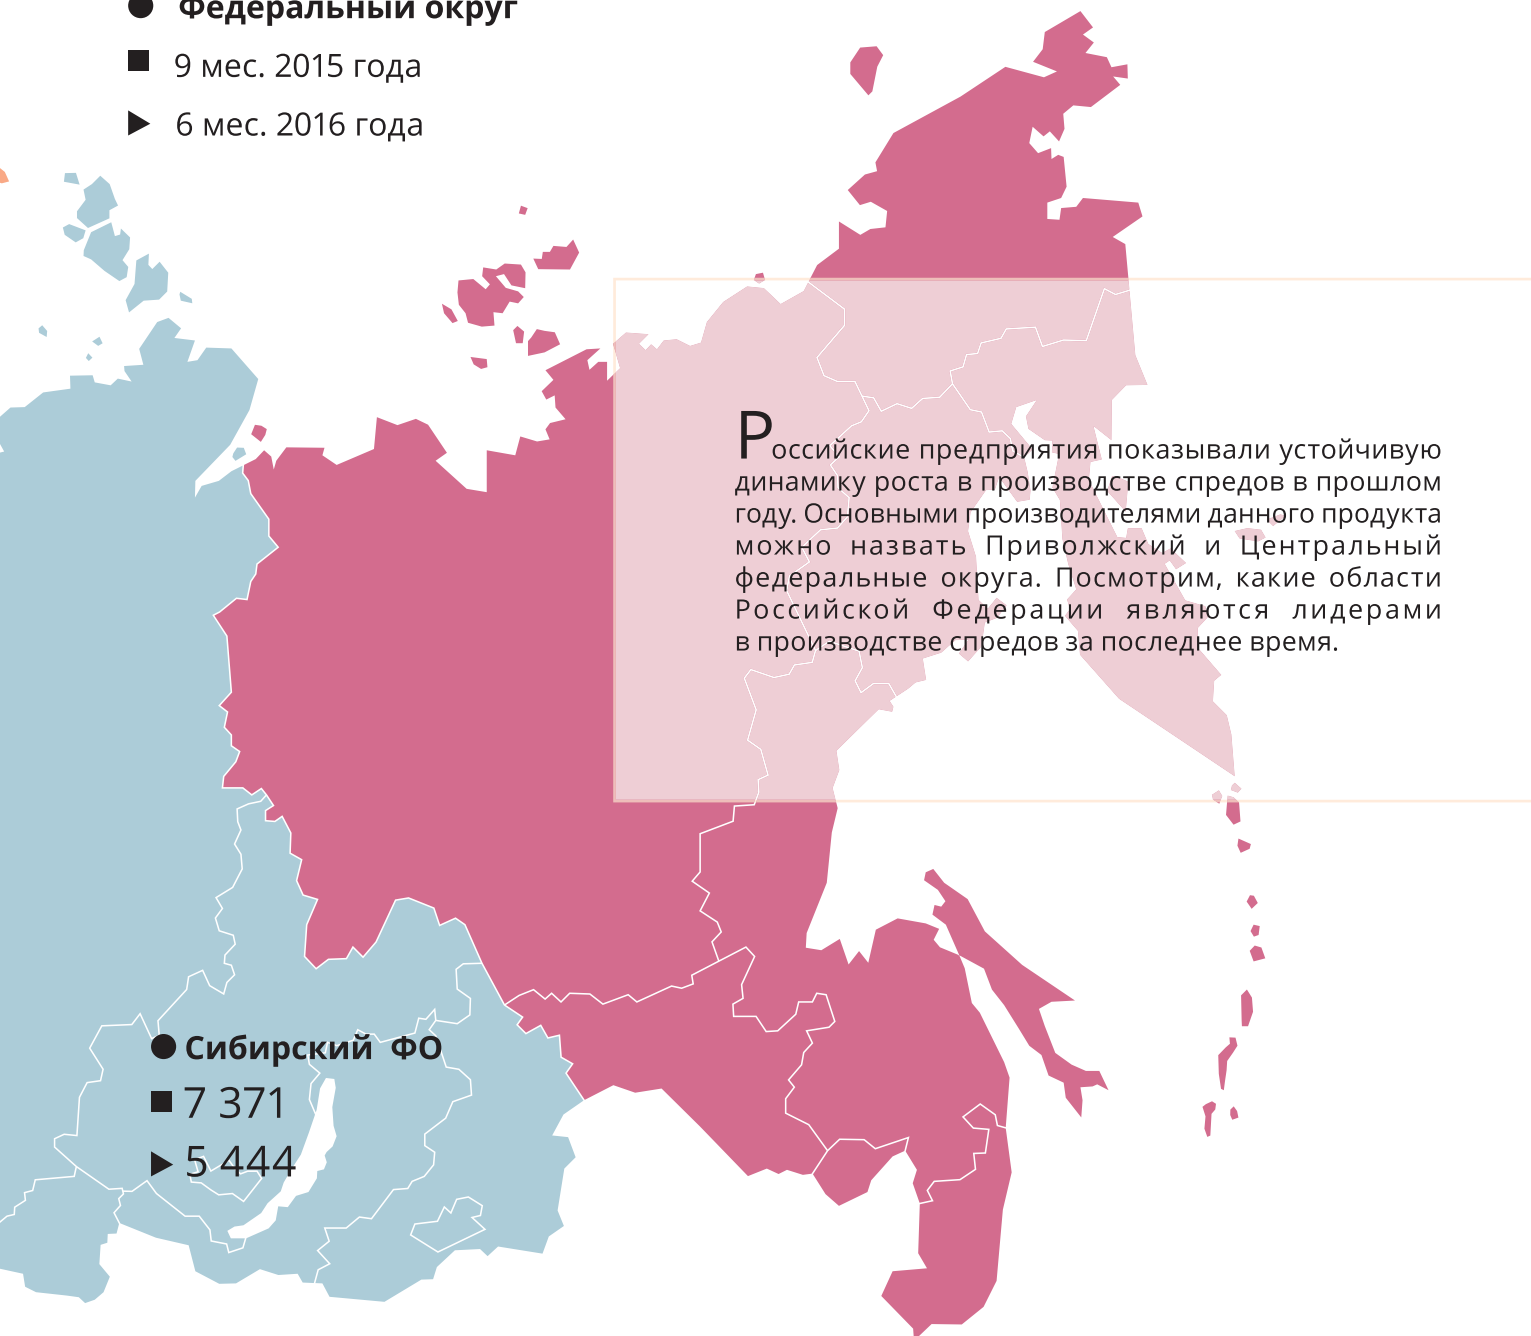 Федеральный округ
9 мес. 2015 года
6 мес. 2016 года
Российские предприятия показывали устойчивую
динамику роста в производстве спредов в прошлом
году. Основными производителями данного продукта
можно назвать Приволжский и Центральный
федеральные округа. Посмотрим, какие области
Российской Федерации являются лидерами
в производстве спредов за последнее время.
Сибирский ФО
7 371
5 444